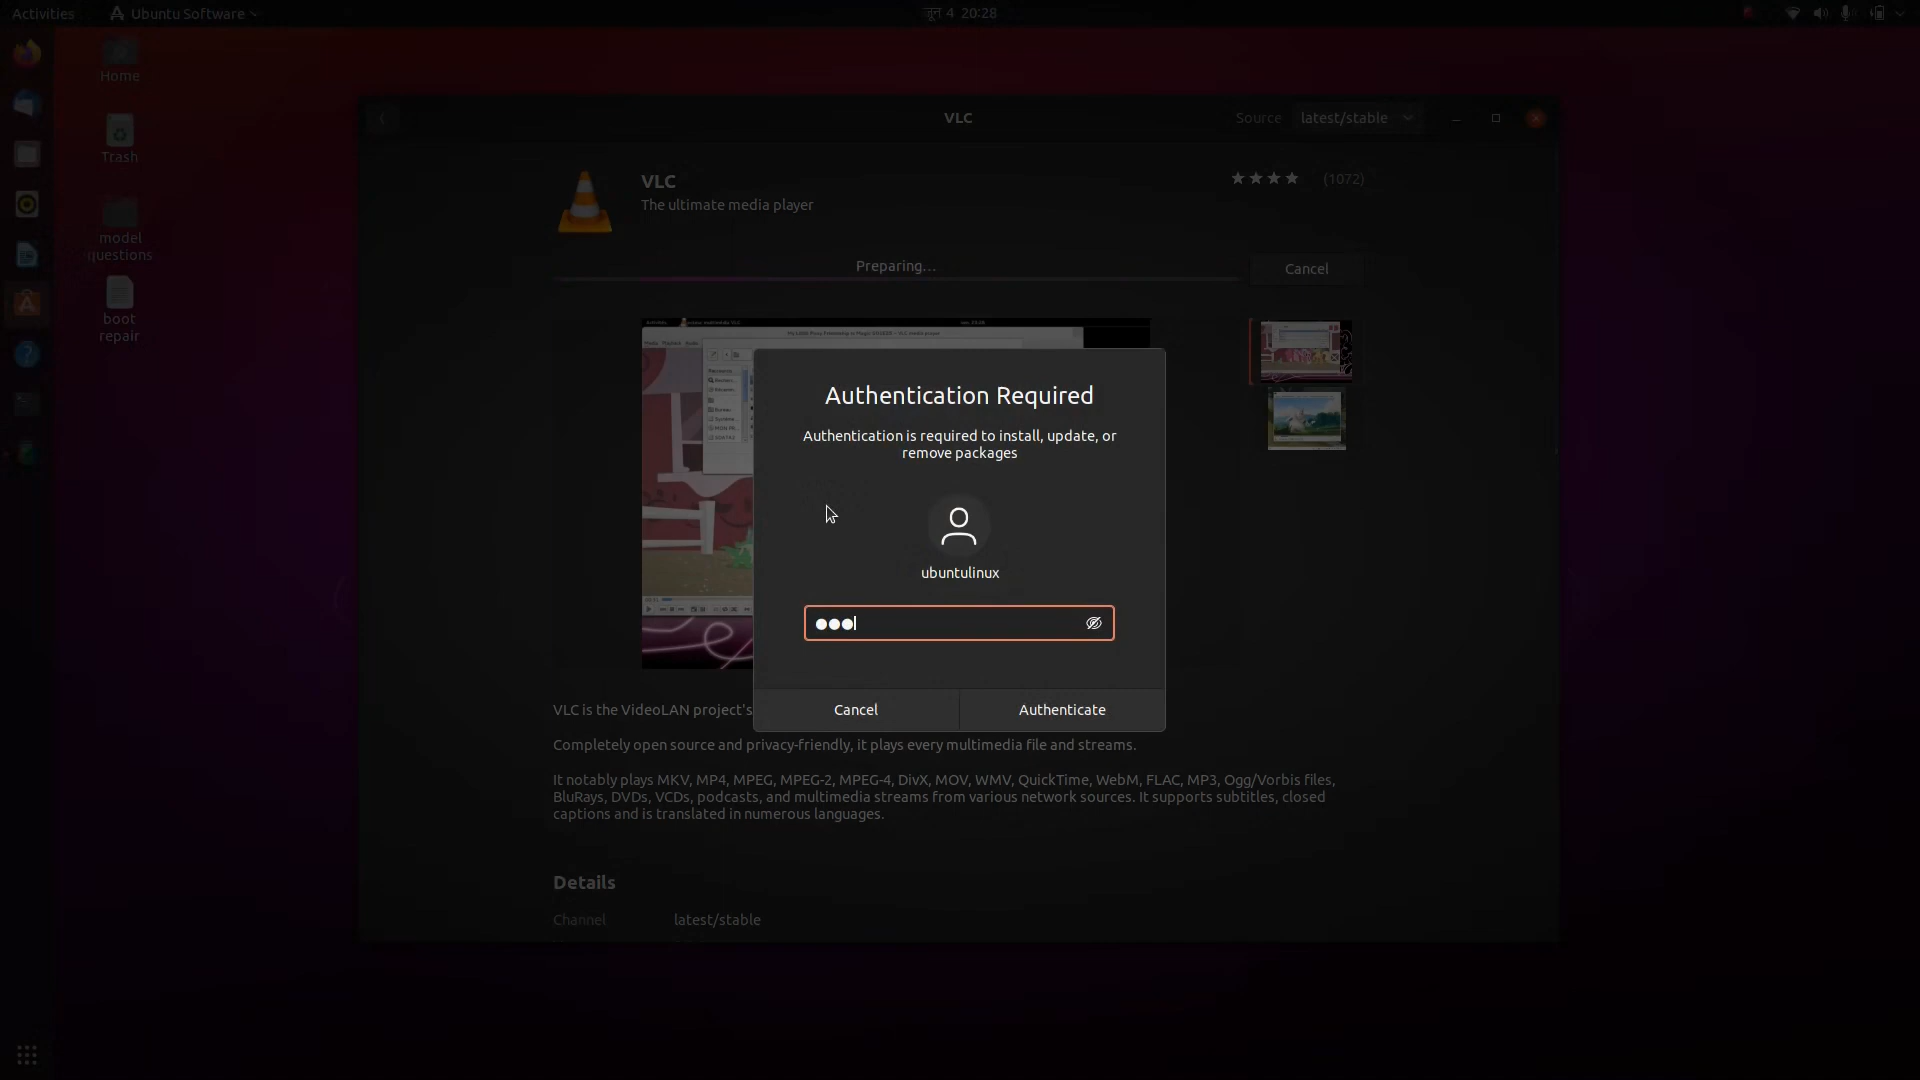 Activities
Ubuntu Software
जून 4 20:28
Home
Trash
model
questions
boot
repair
VLC
Source
latest/stable
VLC
The ultimate media player
(1072)
Preparing…
Cancel
Authentication Required
Authentication is required to install, update, or
remove packages
ubuntulinux
Cancel
Authenticate
VLC is the VideoLAN project's
Completely open source and privacy-friendly, it plays every multimedia file and streams.
It notably plays MKV, MP4, MPEG, MPEG-2, MPEG-4, DivX, MOV, WMV, QuickTime, WebM, FLAC, MP3, Ogg/Vorbis files,
BluRays, DVDs, VCDs, podcasts, and multimedia streams from various network sources. It supports subtitles, closed
captions and is translated in numerous languages.
Details
Channel
latest/stable